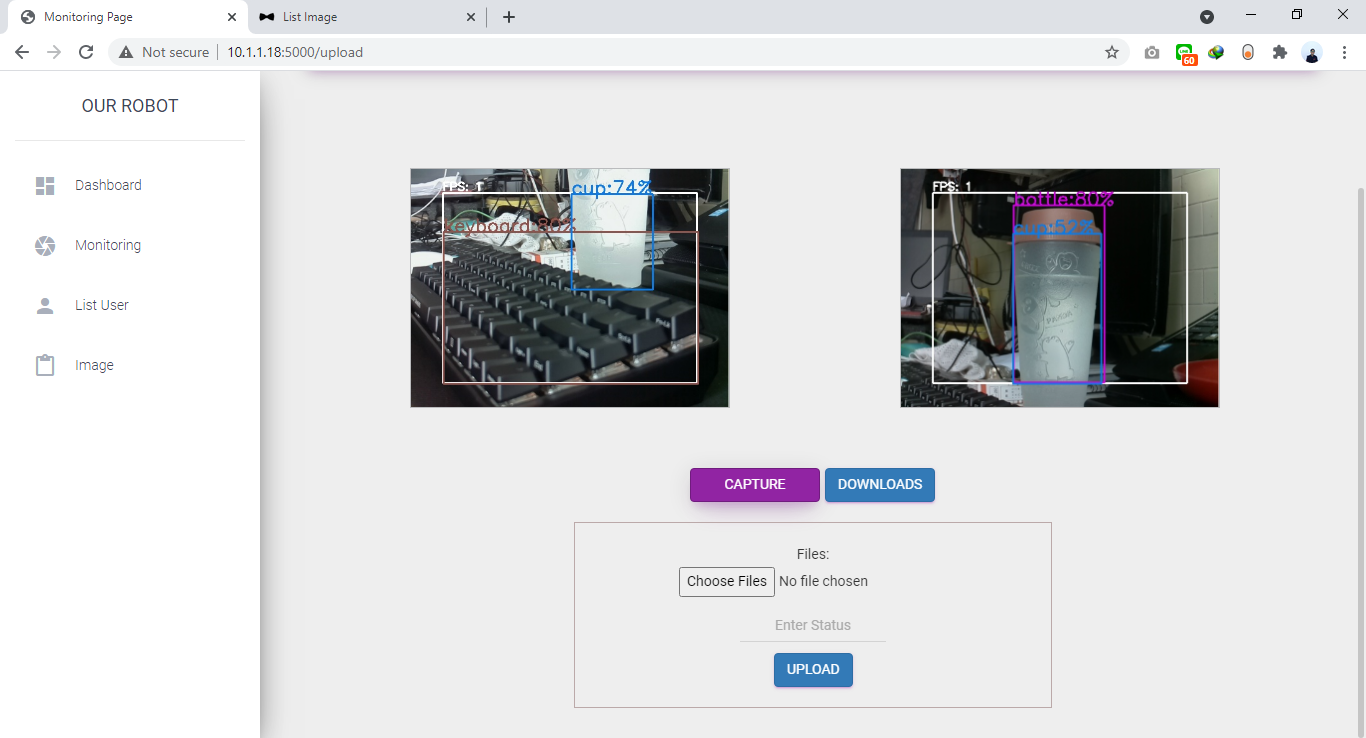 Monitoring Page
List Image
Not secure
10.1.1.18:5000/upload
60
OUR ROBOT
Dashboard
Monitoring
List User
Image
FPS: 1
cup:74%
keyboard:80%
FPS: 1
bottle:80%
cup:52%
CAPTURE
DOWNLOADS
Files:
Choose Files No file chosen
Enter Status
UPLOAD